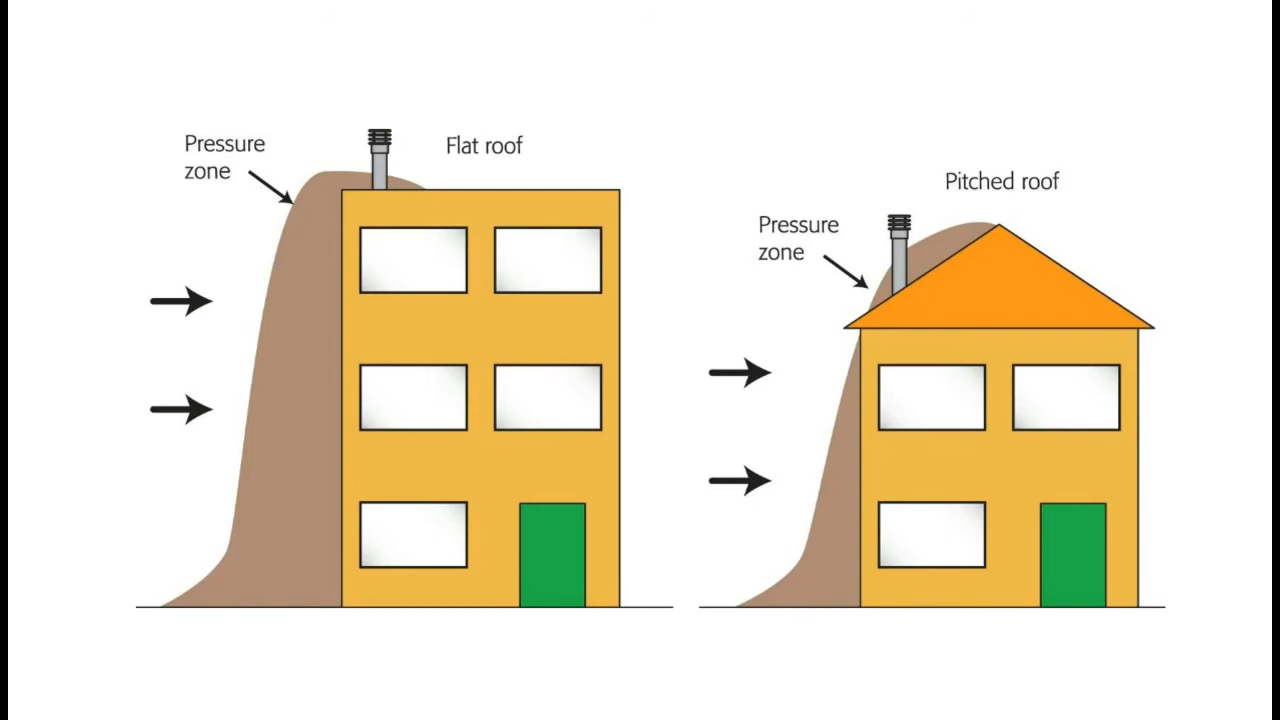 Pressure
zone
Flat roof
Pitched roof
Pressure
zone